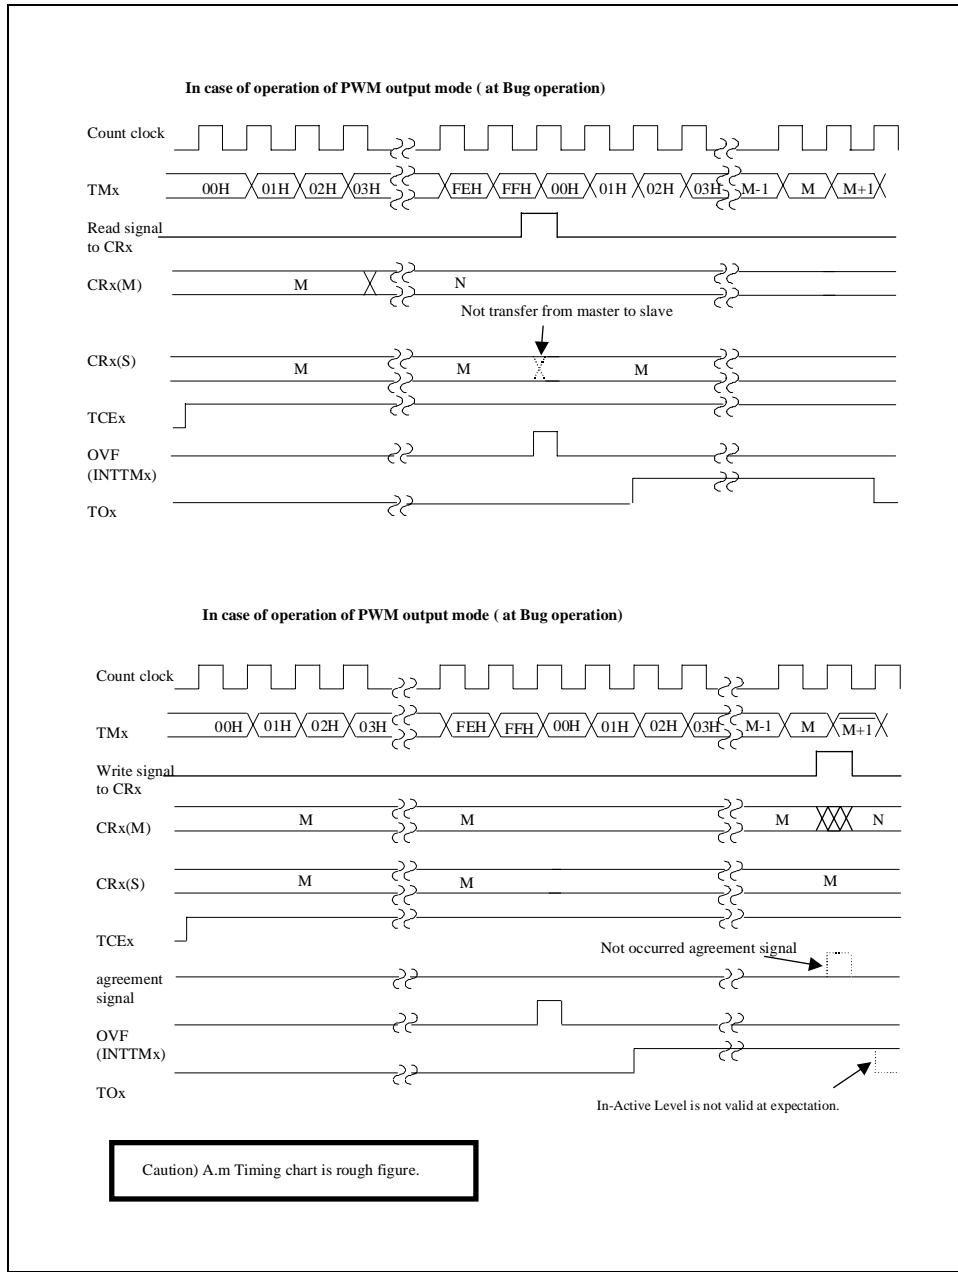 In case of operation of PWM output mode ( at Bug operation)
Count clock
TMx 00H 01H 02H 03H FEH FFH 00H 01H 02H 03H M-1 M M+1
Read signal
to CRx
CRx(M) M N
Not transfer from master to slave
CRx(S) M M M
TCEx
OVF
(INTTMx)
TOx
In case of operation of PWM output mode ( at Bug operation)
Count clock
TMx 00H 01H 02H 03H FEH FFH 00H 01H 02H 03H M-1 M M+1
Write signal
to CRx
CRx(M) M M M N
CRx(S) M M M
TCEx
Not occurred agreement signal
agreement
signal
OVF
(INTTMx)
TOx
In-Active Level is not valid at expectation.
Caution) A.m Timing chart is rough figure.